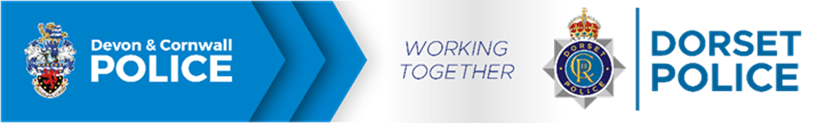 Devon & Cornwall
POLICE
WORKING
TOGETHER
DORSET
POLICE
DORSET
POLICE